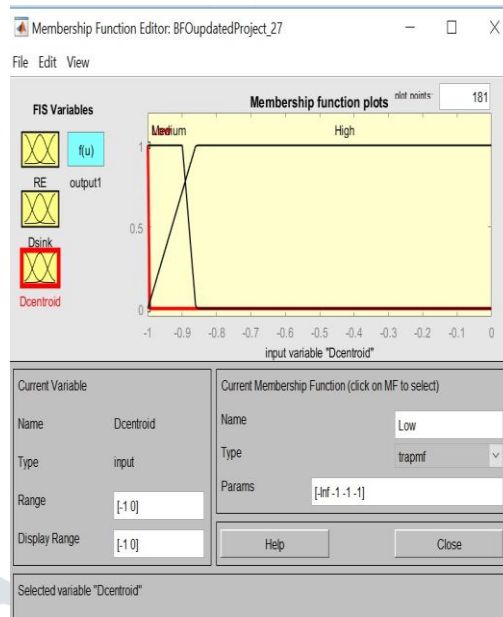 Membership Function Editor: BFOupdatedProject_27
File Edit View
FIS Variables
Membership function plots
plot points:
181
f(u)
RE
output1
Dsink
Dcentroid
Medium
High
1
0.5
0
-1 -0.9 -0.8 -0.7 -0.6 -0.5 -0.4 -0.3 -0.2 -0.1 0
input variable "Dcentroid"
Current Variable
Name Dcentroid
Type input
Range [-1 0]
Display Range [-1 0]
Current Membership Function (click on MF to select)
Name Low
Type trapmf
Params [-Inf -1 -1 -1]
Help Close
Selected variable "Dcentroid"